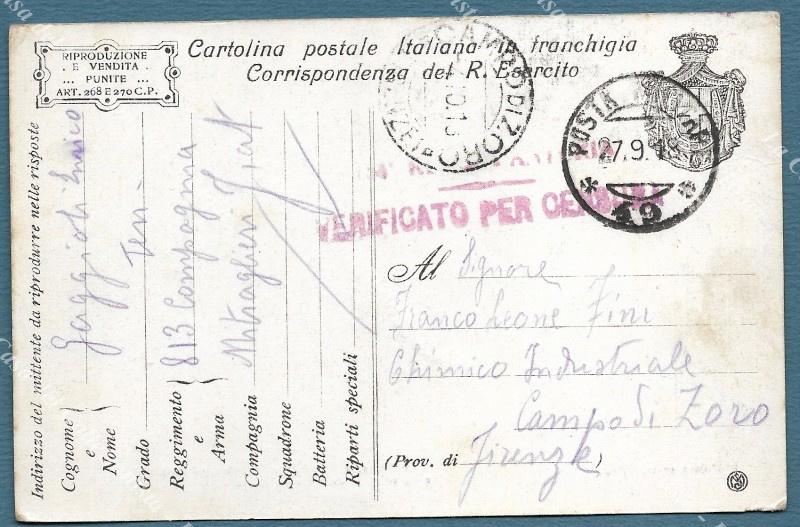 RIPRODUZIONE
E VENDITA
... PUNITE ...
ART. 268 E 270 C.P.
Cartolina postale Italiana in franchigia
Corrispondenza del R. Esercito
POSTA
27.9.18
49
VERIFICATO PER CENSURA
Al Signore
Franco Leone Fini
Chimico Industriale
Campo di Zoro
(Prov. di Firenze)
Indirizzo del mittente da riprodurre nelle risposte
Cognome e Nome
Gaggioli Enrico
Grado
Ten
Reggimento e Arma
813 Compagnia
Mitraglieri Fiat
Compagnia
Squadrone
Batteria
Riparti speciali